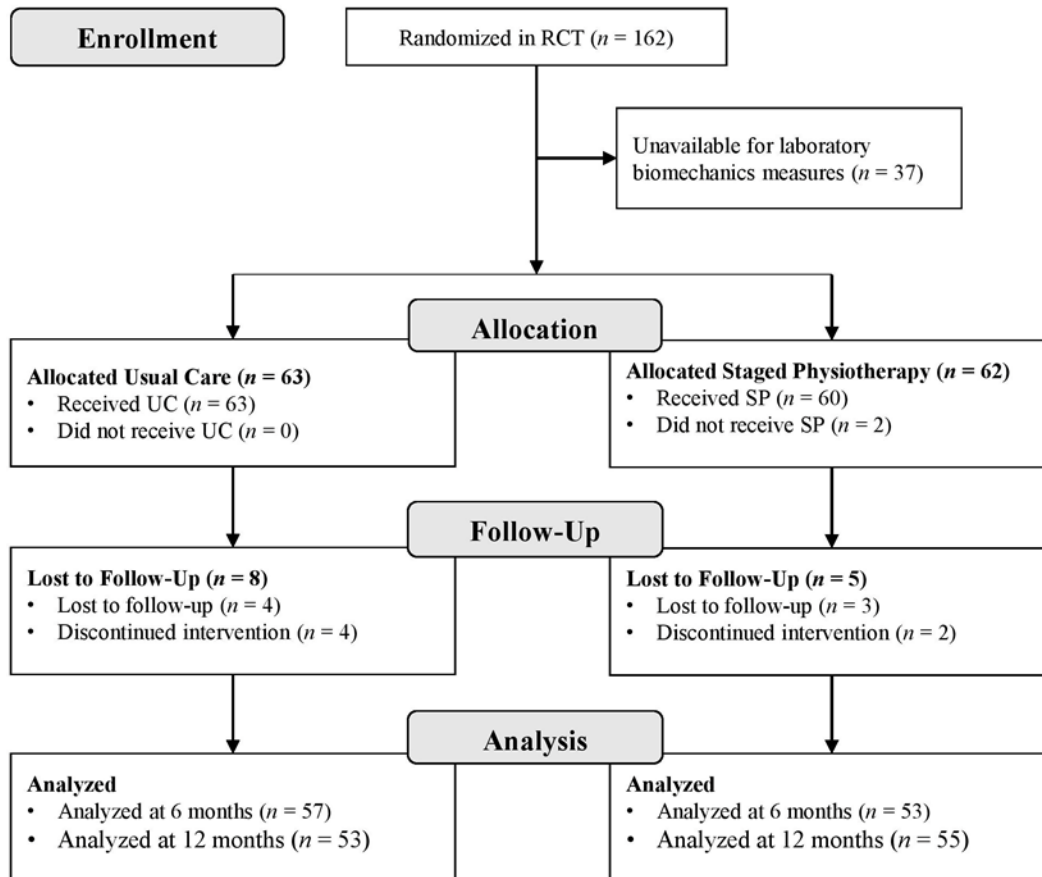 Enrollment
Randomized in RCT (n = 162)
Unavailable for laboratory
biomechanics measures (n = 37)
Allocation
Allocated Usual Care (n = 63)
• Received UC (n = 63)
• Did not receive UC (n = 0)
Allocated Staged Physiotherapy (n = 62)
• Received SP (n = 60)
• Did not receive SP (n = 2)
Follow-Up
Lost to Follow-Up (n = 8)
• Lost to follow-up (n = 4)
• Discontinued intervention (n = 4)
Lost to Follow-Up (n = 5)
• Lost to follow-up (n = 3)
• Discontinued intervention (n = 2)
Analysis
Analyzed
• Analyzed at 6 months (n = 57)
• Analyzed at 12 months (n = 53)
Analyzed
• Analyzed at 6 months (n = 53)
• Analyzed at 12 months (n = 55)